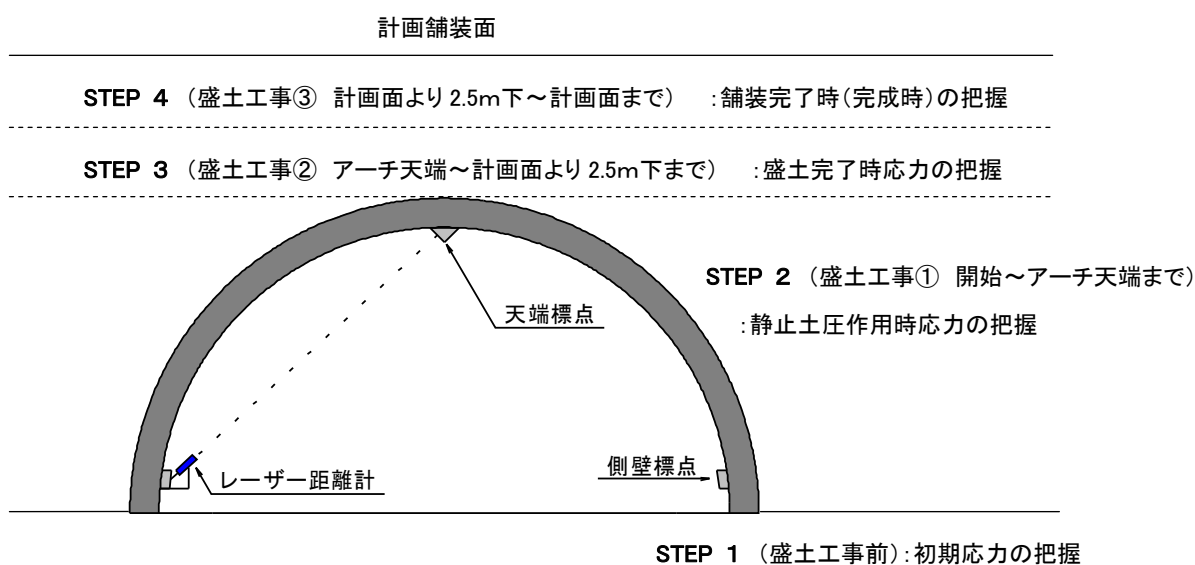 計画舗装面
STEP 4 （盛土工事③ 計画面より2.5m下～計画面まで） ：舗装完了時（完成時）の把握
STEP 3 （盛土工事② アーチ天端～計画面より2.5m下まで） ：盛土完了時応力の把握
STEP 2 （盛土工事① 開始～アーチ天端まで）
：静止土圧作用時応力の把握
天端標点
側壁標点
レーザー距離計
STEP 1 （盛土工事前）：初期応力の把握